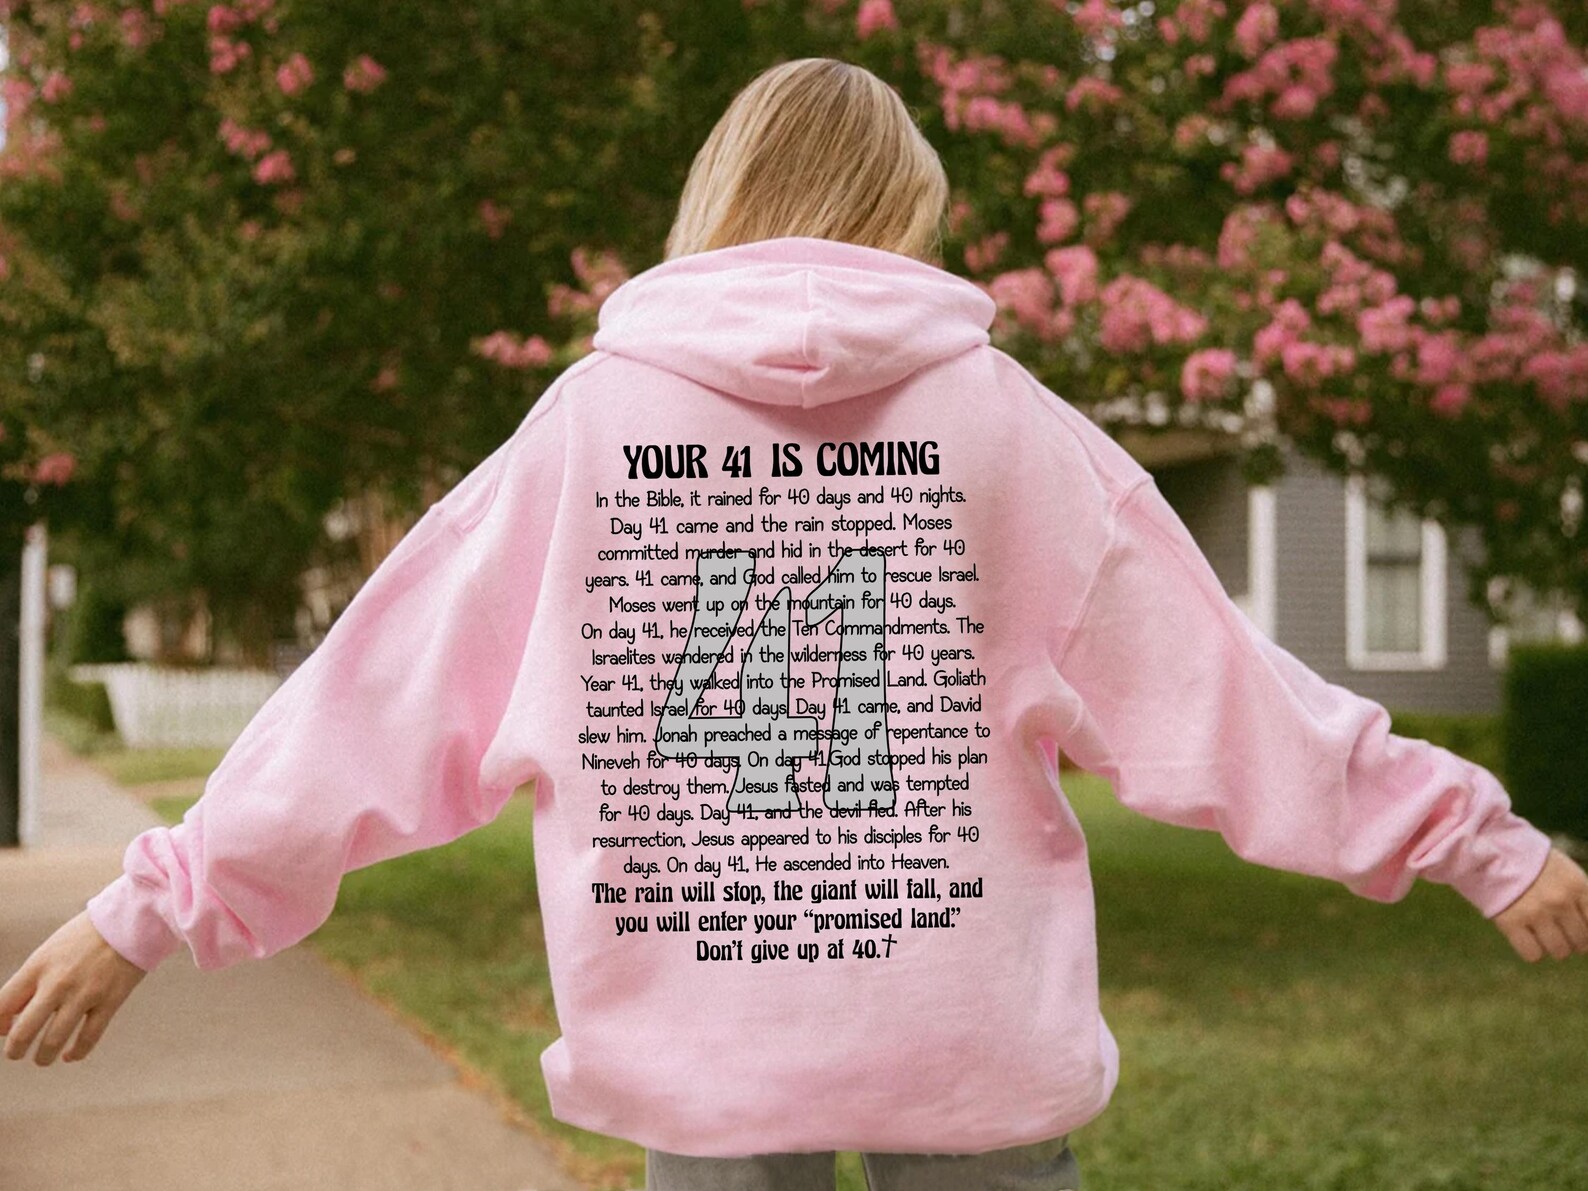 YOUR 41 IS COMING
In the Bible, it rained for 40 days and 40 nights.
Day 41 came and the rain stopped. Moses
committed murder and hid in the desert for 40
years. 41 came, and God called him to rescue Israel.
Moses went up on the mountain for 40 days.
On day 41, he received the Ten Commandments. The
Israelites wandered in the wilderness for 40 years.
Year 41, they walked into the Promised Land. Goliath
taunted Israel for 40 days. Day 41 came, and David
slew him. Jonah preached a message of repentance to
Nineveh for 40 days. On day 41 God stopped his plan
to destroy them. Jesus fasted and was tempted
for 40 days. Day 41, and the devil fled. After his
resurrection, Jesus appeared to his disciples for 40
days. On day 41, He ascended into Heaven.
41
The rain will stop, the giant will fall, and
you will enter your “promised land.”
Don't give up at 40.†